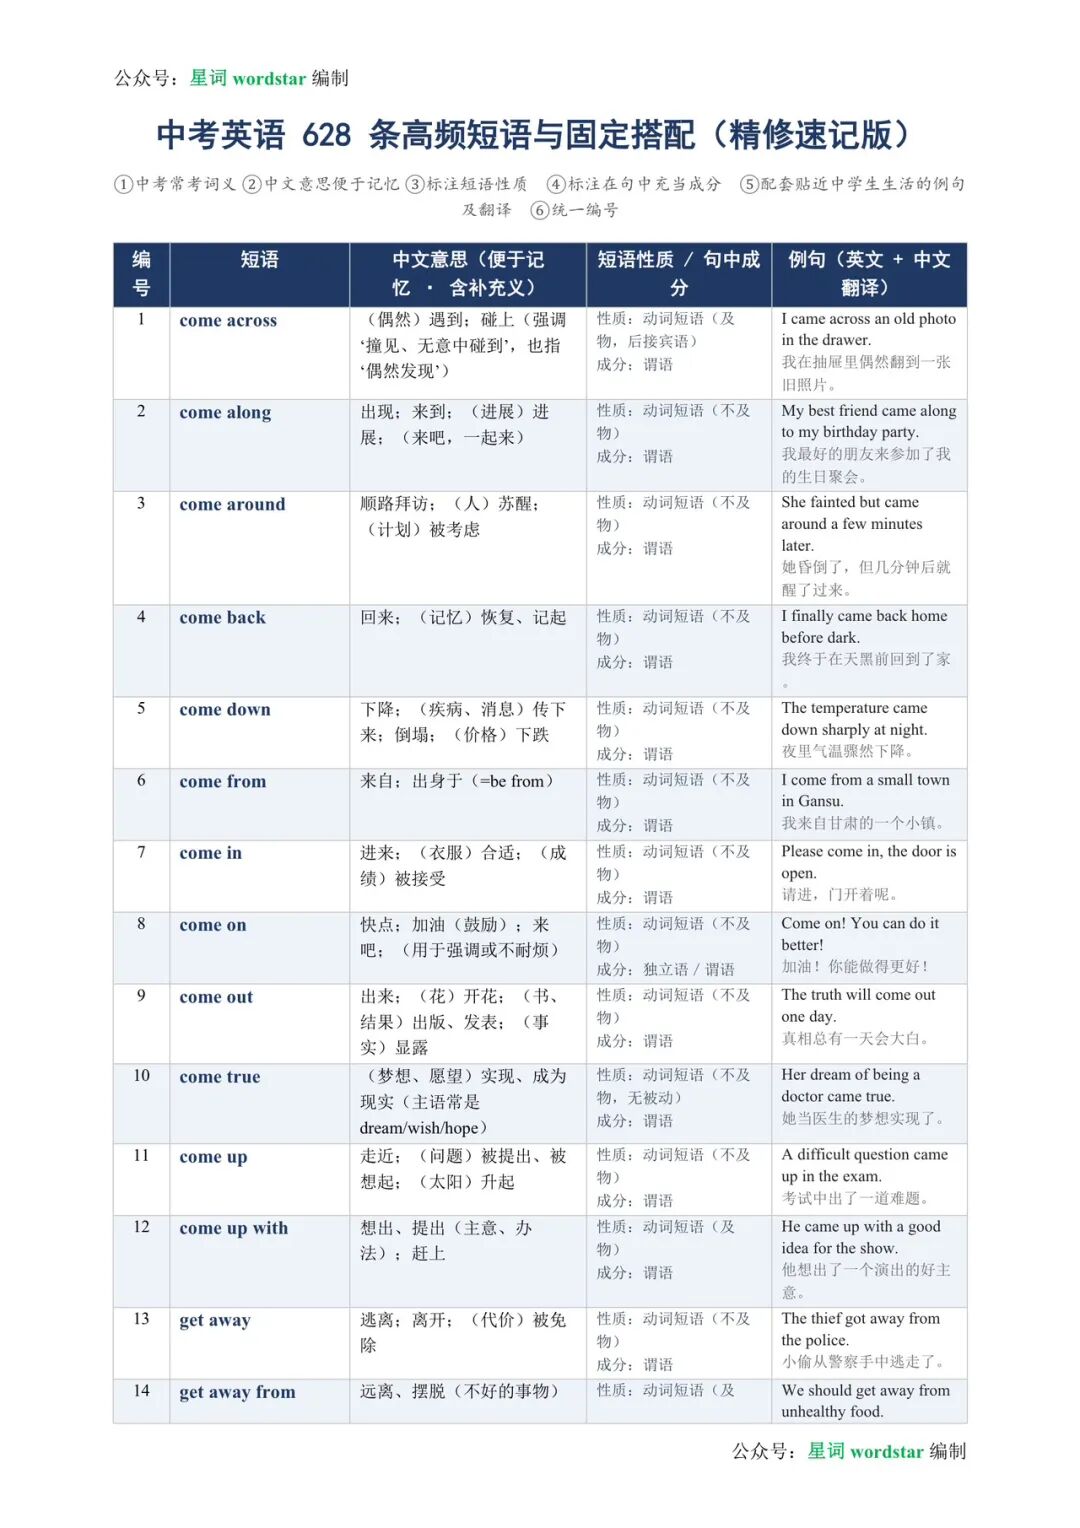 公众号：星词 wordstar 编制
中考英语 628 条高频短语与固定搭配（精修速记版）
①中考常考词义 ②中文意思便于记忆 ③标注短语性质 ④标注在句中充当成分 ⑤配套贴近中学生生活的例句
及翻译 ⑥统一编号
编
号
短语
中文意思（便于记
忆 · 含补充义）
短语性质 / 句中成
分
例句（英文 + 中文
翻译）
1
come across
（偶然）遇到；碰上（强调
‘撞见、无意中碰到’，也指
‘偶然发现’）
性质：动词短语（及
物，后接宾语）
成分：谓语
I came across an old photo
in the drawer.
我在抽屉里偶然翻到一张
旧照片。
2
come along
出现；来到；（进展）进
展；（来吧，一起来）
性质：动词短语（不及
物）
成分：谓语
My best friend came along
to my birthday party.
我最好的朋友来参加了我
的生日聚会。
3
come around
顺路拜访；（人）苏醒；
（计划）被考虑
性质：动词短语（不及
物）
成分：谓语
She fainted but came
around a few minutes
later.
她昏倒了，但几分钟后就
醒了过来。
4
come back
回来；（记忆）恢复、记起
性质：动词短语（不及
物）
成分：谓语
I finally came back home
before dark.
我终于在天黑前回到了家
。
5
come down
下降；（疾病、消息）传下
来；倒塌；（价格）下跌
性质：动词短语（不及
物）
成分：谓语
The temperature came
down sharply at night.
夜里气温骤然下降。
6
come from
来自；出身于（=be from）
性质：动词短语（不及
物）
成分：谓语
I come from a small town
in Gansu.
我来自甘肃的一个小镇。
7
come in
进来；（衣服）合适；（成
绩）被接受
性质：动词短语（不及
物）
成分：谓语
Please come in, the door is
open.
请进，门开着呢。
8
come on
快点；加油（鼓励）；来
吧；（用于强调或不耐烦）
性质：动词短语（不及
物）
成分：独立语 / 谓语
Come on! You can do it
better!
加油！你能做得更好！
9
come out
出来；（花）开花；（书、
结果）出版、发表；（事
实）显露
性质：动词短语（不及
物）
成分：谓语
The truth will come out
one day.
真相总有一天会大白。
10
come true
（梦想、愿望）实现、成为
现实（主语常是
dream/wish/hope）
性质：动词短语（不及
物，无被动）
成分：谓语
Her dream of being a
doctor came true.
她当医生的梦想实现了。
11
come up
走近；（问题）被提出、被
想起；（太阳）升起
性质：动词短语（不及
物）
成分：谓语
A difficult question came
up in the exam.
考试中出了一道难题。
12
come up with
想出、提出（主意、办
法）；赶上
性质：动词短语（及
物）
成分：谓语
He came up with a good
idea for the show.
他想出了一个演出的好主
意。
13
get away
逃离；离开；（代价）被免
除
性质：动词短语（不及
物）
成分：谓语
The thief got away from
the police.
小偷从警察手中逃走了。
14
get away from
远离、摆脱（不好的事物）
性质：动词短语（及
We should get away from
unhealthy food.
公众号：星词 wordstar 编制